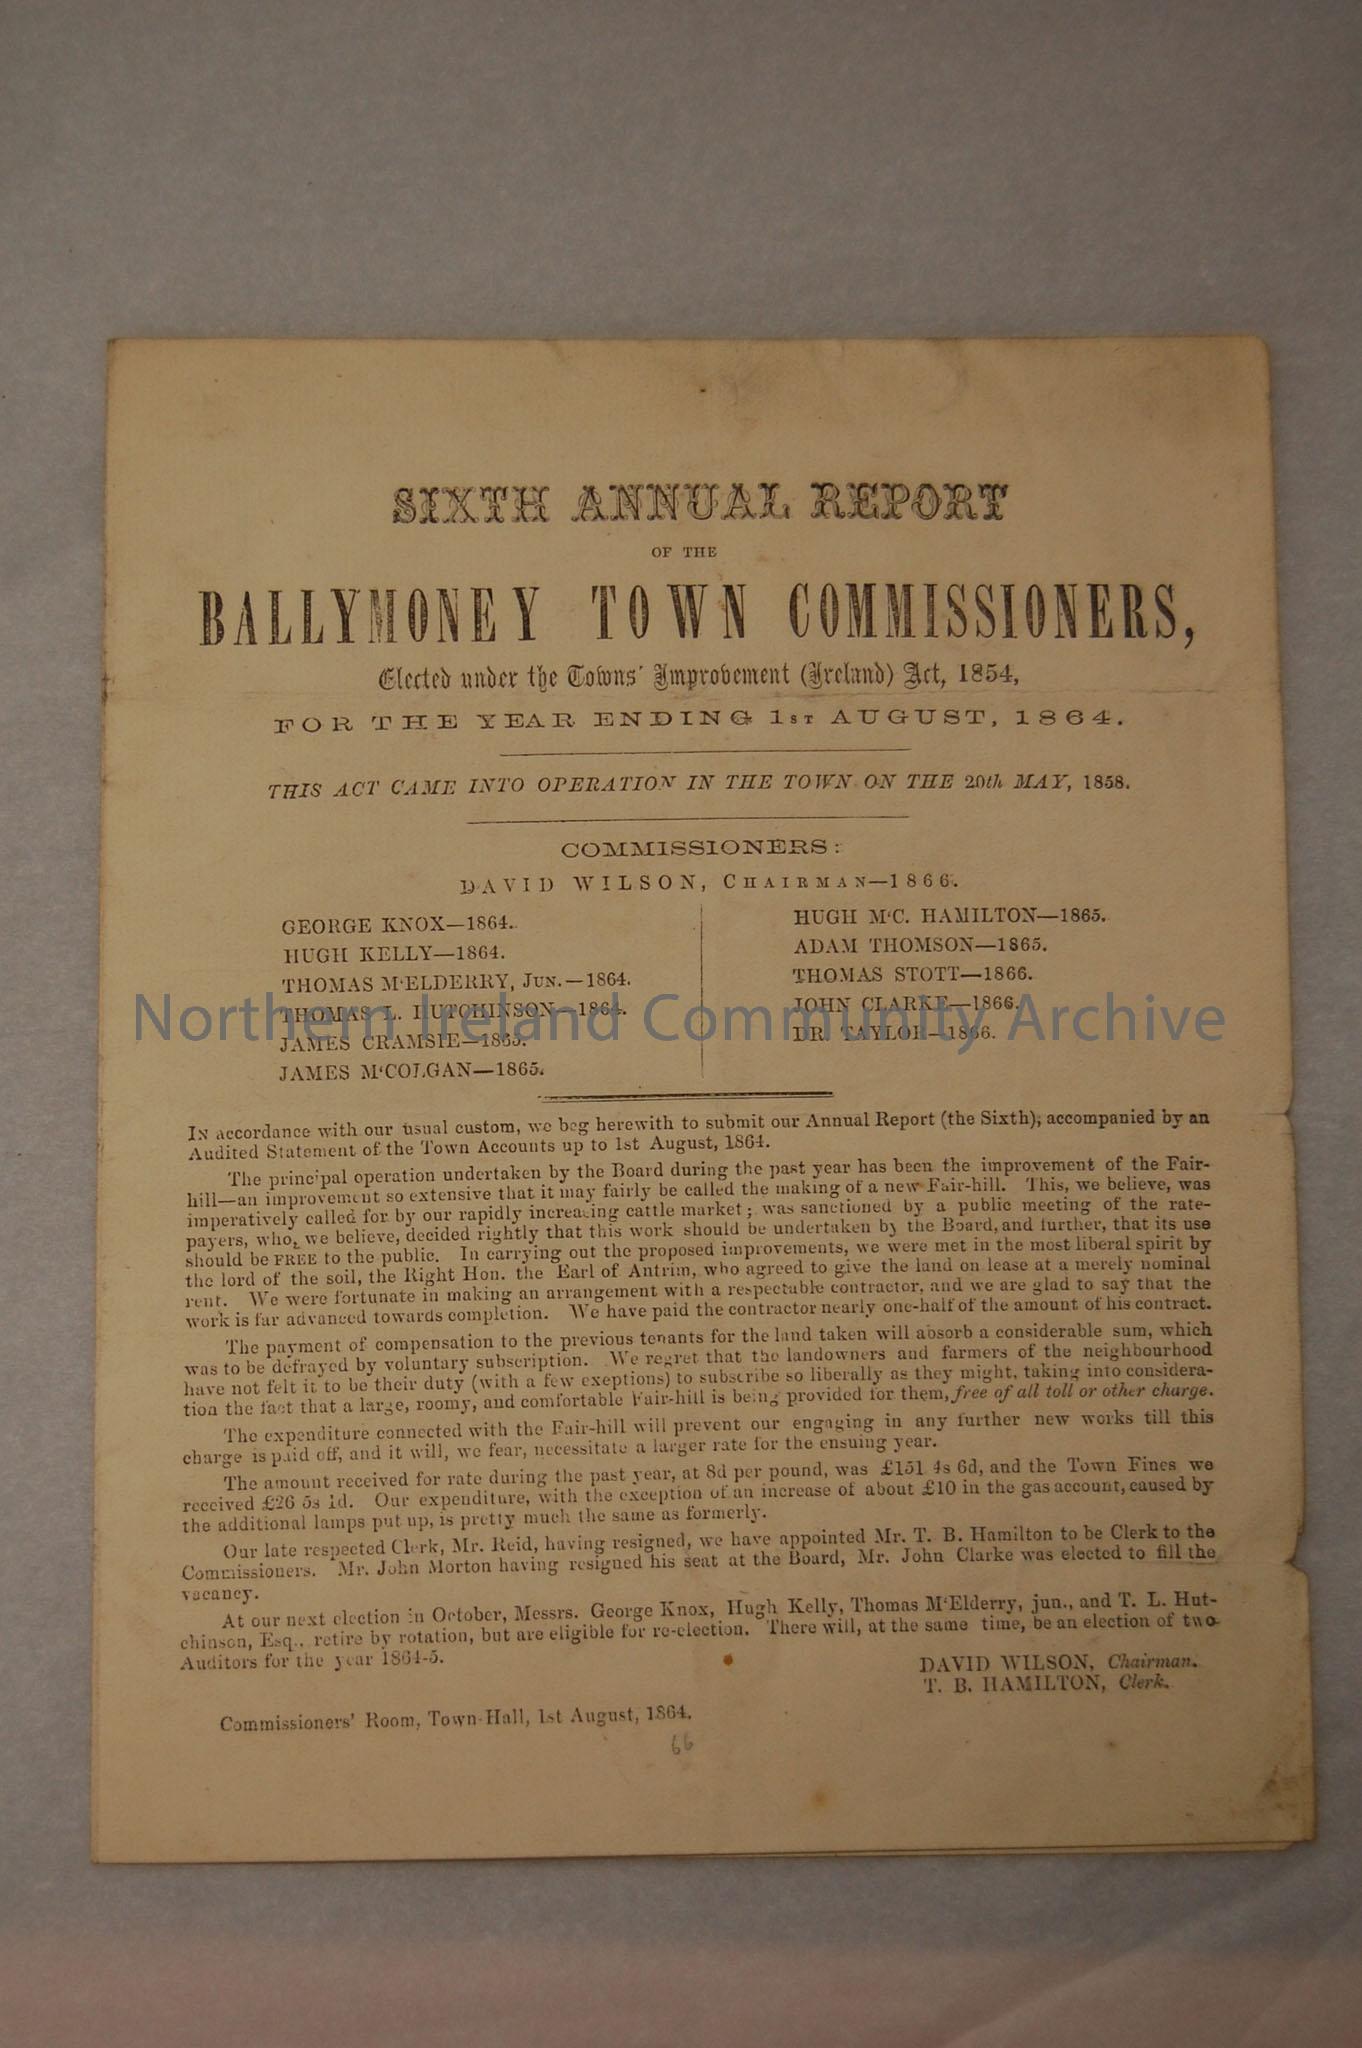 SIXTH ANNUAL REPORT
OF THE
BALLYMONEY TOWN COMMISSIONERS,
Elected under the Towns' Improvement (Ireland) Act, 1854,
FOR THE YEAR ENDING 1ST AUGUST, 1864.
THIS ACT CAME INTO OPERATION IN THE TOWN ON THE 20th MAY, 1858.
COMMISSIONERS:
DAVID WILSON, CHAIRMAN—1866.
GEORGE KNOX—1864.
HUGH KELLY—1864.
THOMAS M'ELDERRY, JUN.—1864.
THOMAS L. HUTCHINSON—1864.
JAMES CRAMSIE—1865.
JAMES M'COLGAN—1865.
HUGH M'C. HAMILTON—1865.
ADAM THOMSON—1865.
THOMAS STOTT—1866.
JOHN CLARKE—1866.
DR. TAYLOR—1866.
Northern Ireland Community Archive
IN accordance with our usual custom, we beg herewith to submit our Annual Report (the Sixth), accompanied by an
Audited Statement of the Town Accounts up to 1st August, 1864.
The principal operation undertaken by the Board during the past year has been the improvement of the Fair-
hill—an improvement so extensive that it may fairly be called the making of a new Fair-hill. This, we believe, was
imperatively called for by our rapidly increasing cattle market; was sanctioned by a public meeting of the rate-
payers, who, we believe, decided rightly that this work should be undertaken by the Board, and further, that its use
should be FREE to the public. In carrying out the proposed improvements, we were met in the most liberal spirit by
the lord of the soil, the Right Hon. the Earl of Antrim, who agreed to give the land on lease at a merely nominal
rent. We were fortunate in making an arrangement with a respectable contractor, and we are glad to say that the
work is far advanced towards completion. We have paid the contractor nearly one-half of the amount of his contract.
The payment of compensation to the previous tenants for the land taken will absorb a considerable sum, which
was to be defrayed by voluntary subscription. We regret that the landowners and farmers of the neighbourhood
have not felt it to be their duty (with a few exeptions) to subscribe so liberally as they might, taking into considera-
tion the fact that a large, roomy, and comfortable Fair-hill is being provided for them, free of all toll or other charge.
The expenditure connected with the Fair-hill will prevent our engaging in any further new works till this
charge is paid off, and it will, we fear, necessitate a larger rate for the ensuing year.
The amount received for rate during the past year, at 8d per pound, was £151 4s 6d, and the Town Fines we
received £26 5s 1d. Our expenditure, with the exception of an increase of about £10 in the gas account, caused by
the additional lamps put up, is pretty much the same as formerly.
Our late respected Clerk, Mr. Reid, having resigned, we have appointed Mr. T. B. Hamilton to be Clerk to the
Commissioners. Mr. John Morton having resigned his seat at the Board, Mr. John Clarke was elected to fill the
vacancy.
At our next election in October, Messrs. George Knox, Hugh Kelly, Thomas M'Elderry, jun., and T. L. Hut-
chinson, Esq., retire by rotation, but are eligible for re-election. There will, at the same time, be an election of two
Auditors for the year 1864-5.
DAVID WILSON, Chairman.
T. B. HAMILTON, Clerk.
Commissioners' Room, Town-Hall, 1st August, 1864.
66